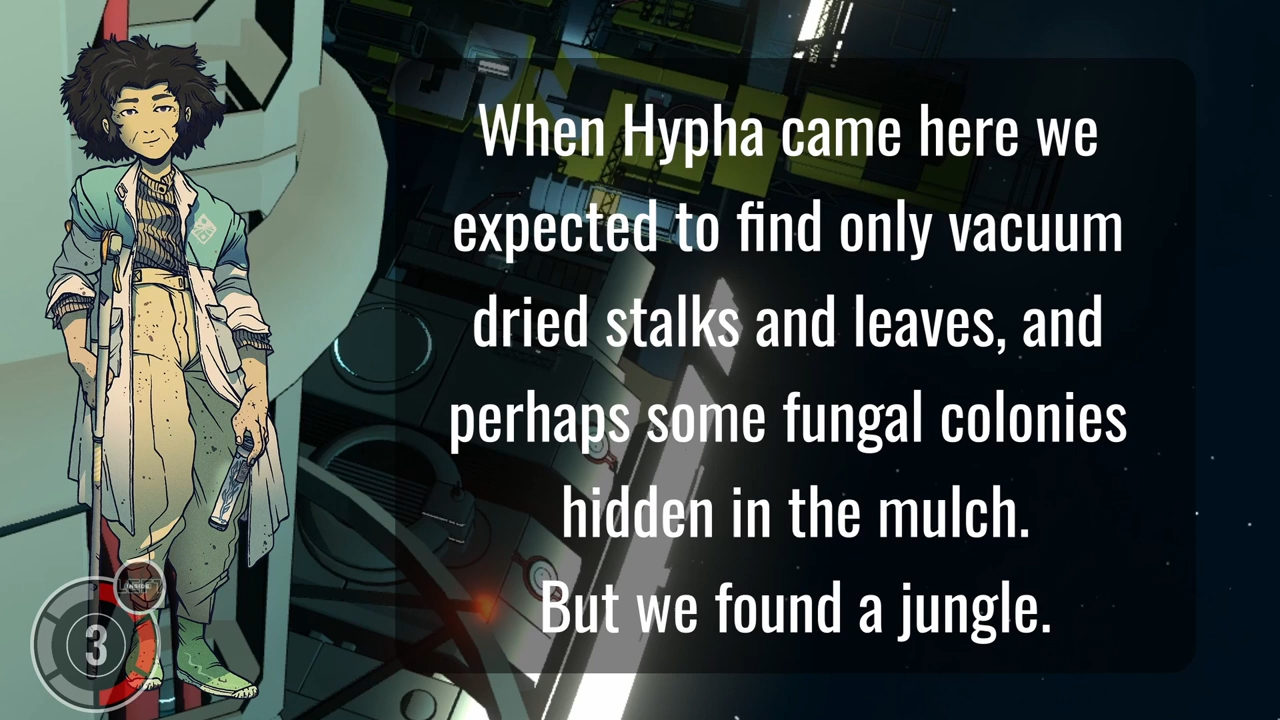 When Hypha came here we
expected to find only vacuum
dried stalks and leaves, and
perhaps some fungal colonies
hidden in the mulch.
But we found a jungle.
3